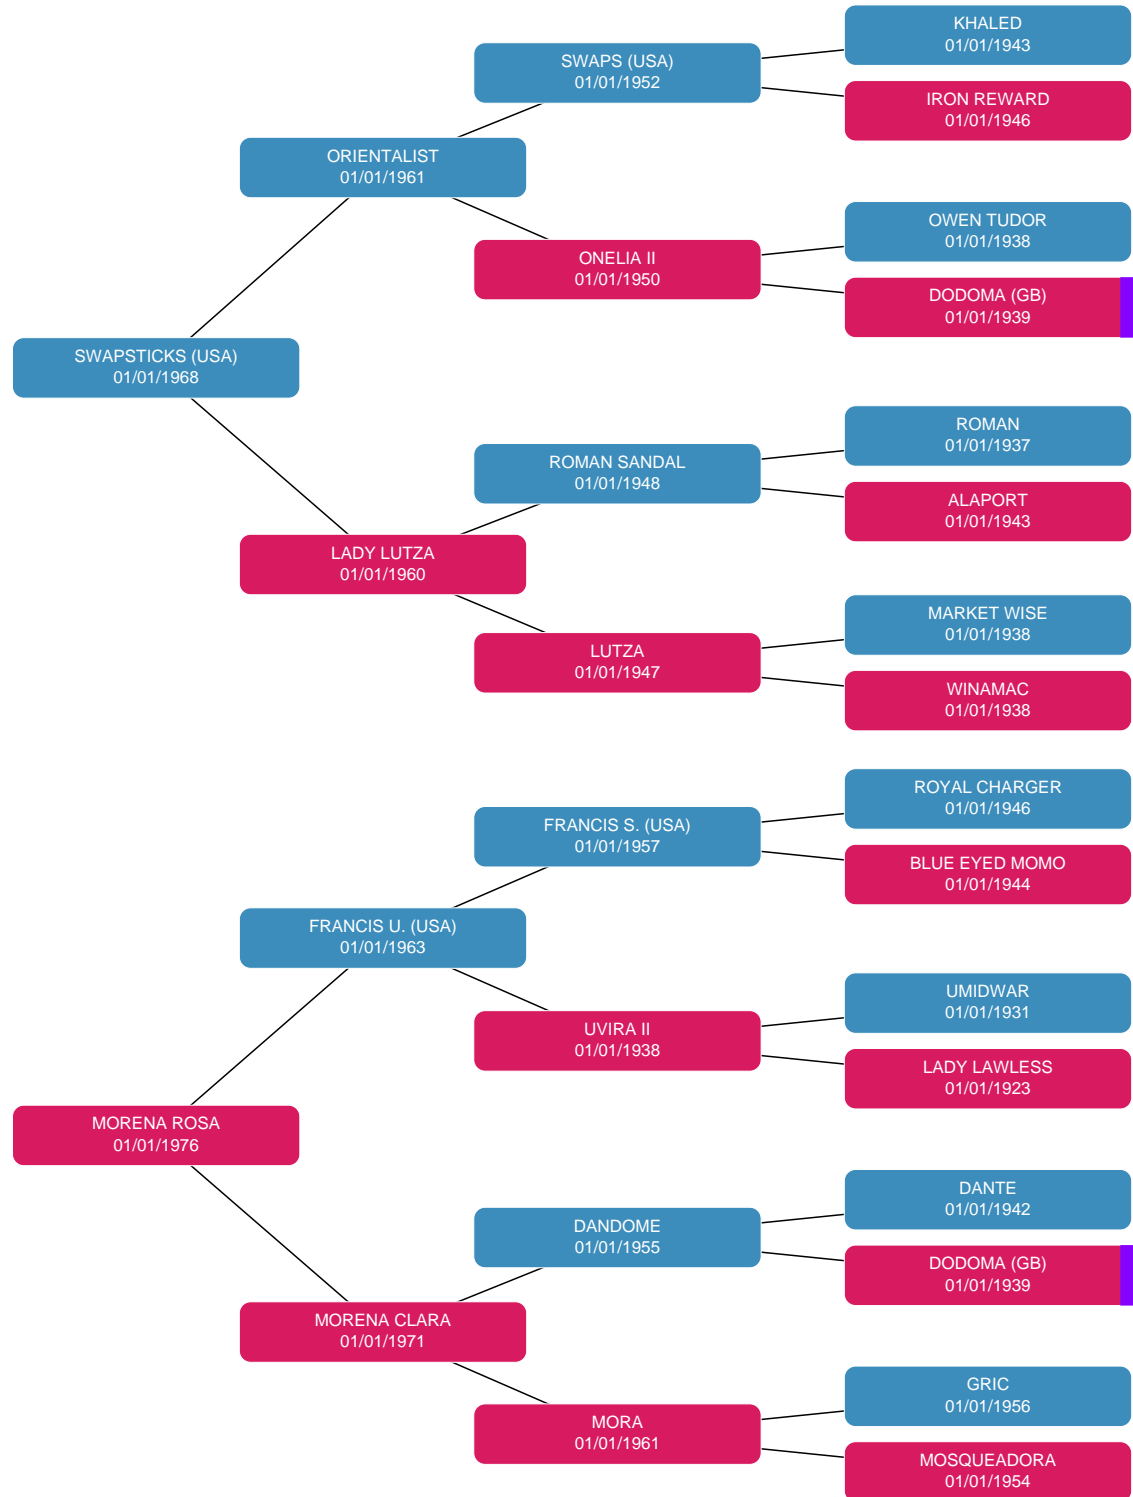 KHALED
01/01/1943
SWAPS (USA)
01/01/1952
IRON REWARD
01/01/1946
ORIENTALIST
01/01/1961
OWEN TUDOR
01/01/1938
ONELIA II
01/01/1950
DODOMA (GB)
01/01/1939
SWAPSTICKS (USA)
01/01/1968
ROMAN
01/01/1937
ROMAN SANDAL
01/01/1948
ALAPORT
01/01/1943
LADY LUTZA
01/01/1960
MARKET WISE
01/01/1938
LUTZA
01/01/1947
WINAMAC
01/01/1938
ROYAL CHARGER
01/01/1946
FRANCIS S. (USA)
01/01/1957
BLUE EYED MOMO
01/01/1944
FRANCIS U. (USA)
01/01/1963
UMIDWAR
01/01/1931
UVIRA II
01/01/1938
LADY LAWLESS
01/01/1923
MORENA ROSA
01/01/1976
DANTE
01/01/1942
DANDOME
01/01/1955
DODOMA (GB)
01/01/1939
MORENA CLARA
01/01/1971
GRIC
01/01/1956
MORA
01/01/1961
MOSQUEADORA
01/01/1954